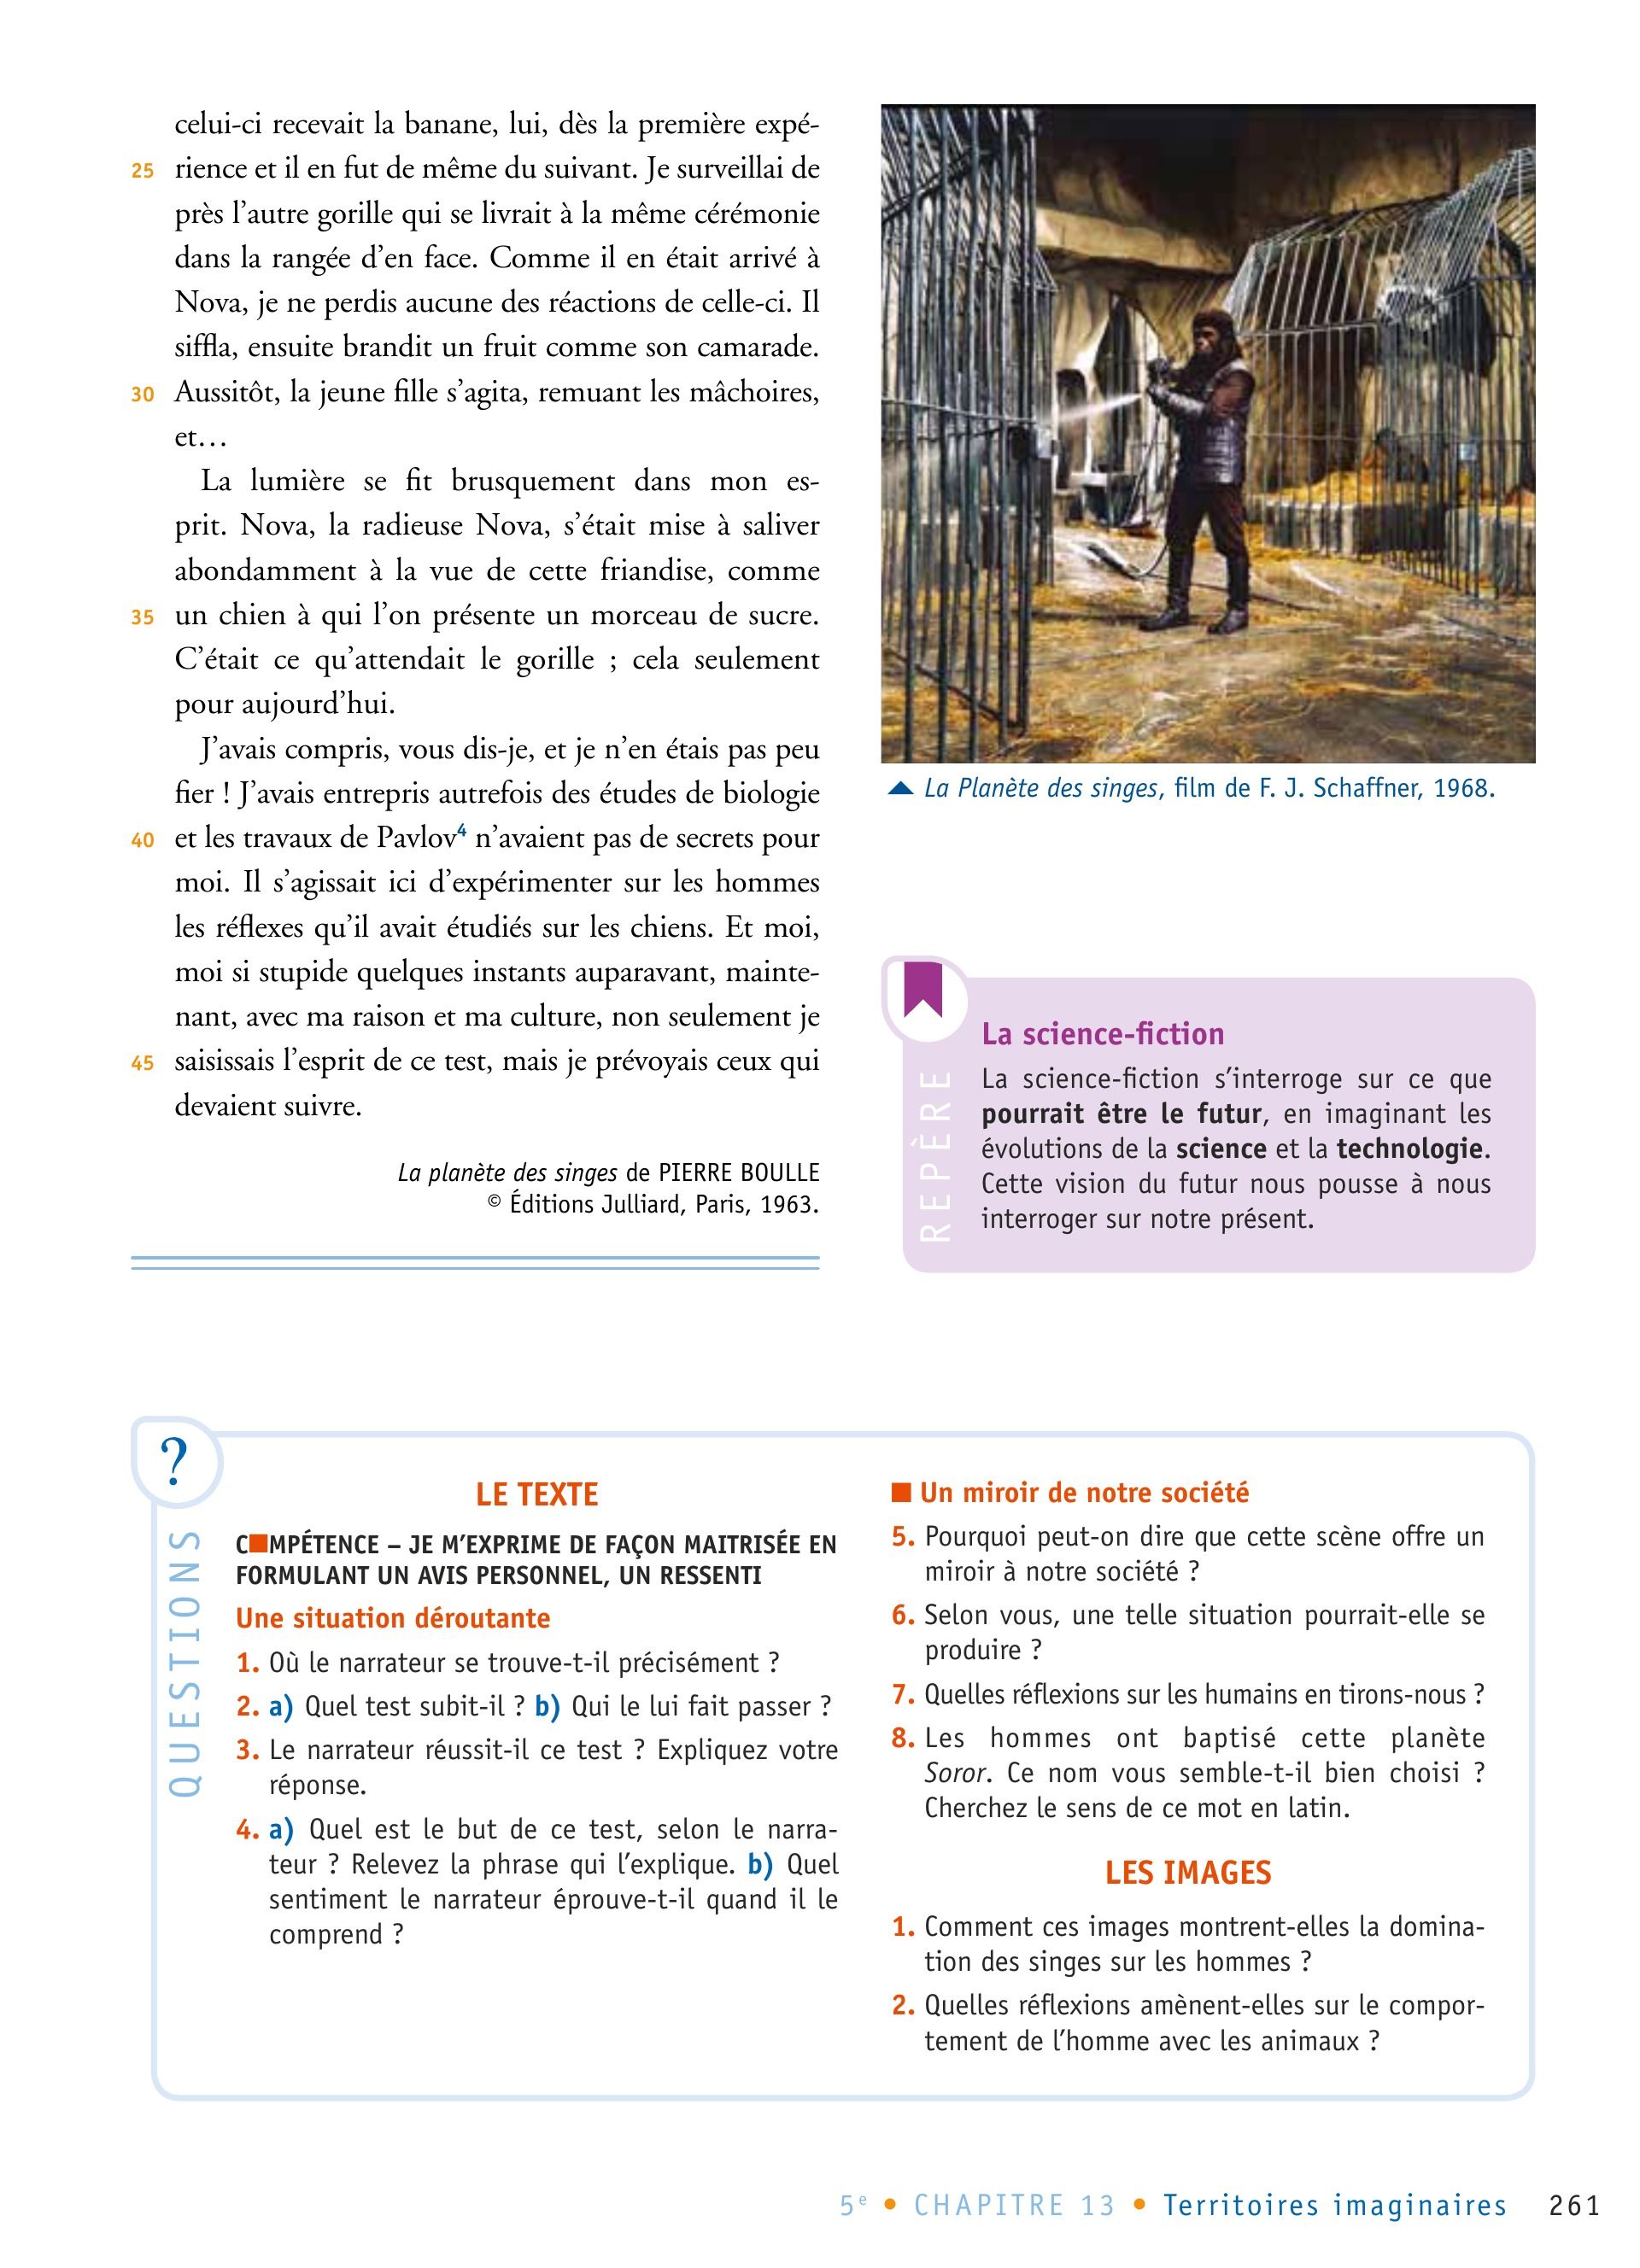 celui-ci recevait la banane, lui, dès la première expé-
25 rience et il en fut de même du suivant. Je surveillai de
près l’autre gorille qui se livrait à la même cérémonie
dans la rangée d’en face. Comme il en était arrivé à
Nova, je ne perdis aucune des réactions de celle-ci. Il
siffla, ensuite brandit un fruit comme son camarade.
30 Aussitôt, la jeune fille s’agita, remuant les mâchoires,
et…
La lumière se fit brusquement dans mon es-
prit. Nova, la radieuse Nova, s’était mise à saliver
abondamment à la vue de cette friandise, comme
35 un chien à qui l’on présente un morceau de sucre.
C’était ce qu’attendait le gorille ; cela seulement
pour aujourd’hui.
J’avais compris, vous dis-je, et je n’en étais pas peu
fier ! J’avais entrepris autrefois des études de biologie
40 et les travaux de Pavlov4 n’avaient pas de secrets pour
moi. Il s’agissait ici d’expérimenter sur les hommes
les réflexes qu’il avait étudiés sur les chiens. Et moi,
moi si stupide quelques instants auparavant, mainte-
nant, avec ma raison et ma culture, non seulement je
45 saisissais l’esprit de ce test, mais je prévoyais ceux qui
devaient suivre.
La planète des singes de PIERRE BOULLE
© Éditions Julliard, Paris, 1963.
La Planète des singes, film de F. J. Schaffner, 1968.
REPÈRE
La science-fiction
La science-fiction s’interroge sur ce que
pourrait être le futur, en imaginant les
évolutions de la science et la technologie.
Cette vision du futur nous pousse à nous
interroger sur notre présent.
?
QUESTIONS
LE TEXTE
C■MPÉTENCE – JE M’EXPRIME DE FAÇON MAITRISÉE EN
FORMULANT UN AVIS PERSONNEL, UN RESSENTI
Une situation déroutante
1. Où le narrateur se trouve-t-il précisément ?
2. a) Quel test subit-il ? b) Qui le lui fait passer ?
3. Le narrateur réussit-il ce test ? Expliquez votre
réponse.
4. a) Quel est le but de ce test, selon le narra-
teur ? Relevez la phrase qui l’explique. b) Quel
sentiment le narrateur éprouve-t-il quand il le
comprend ?
■ Un miroir de notre société
5. Pourquoi peut-on dire que cette scène offre un
miroir à notre société ?
6. Selon vous, une telle situation pourrait-elle se
produire ?
7. Quelles réflexions sur les humains en tirons-nous ?
8. Les hommes ont baptisé cette planète
Soror. Ce nom vous semble-t-il bien choisi ?
Cherchez le sens de ce mot en latin.
LES IMAGES
1. Comment ces images montrent-elles la domina-
tion des singes sur les hommes ?
2. Quelles réflexions amènent-elles sur le compor-
tement de l’homme avec les animaux ?
5e • CHAPITRE 13 • Territoires imaginaires 261